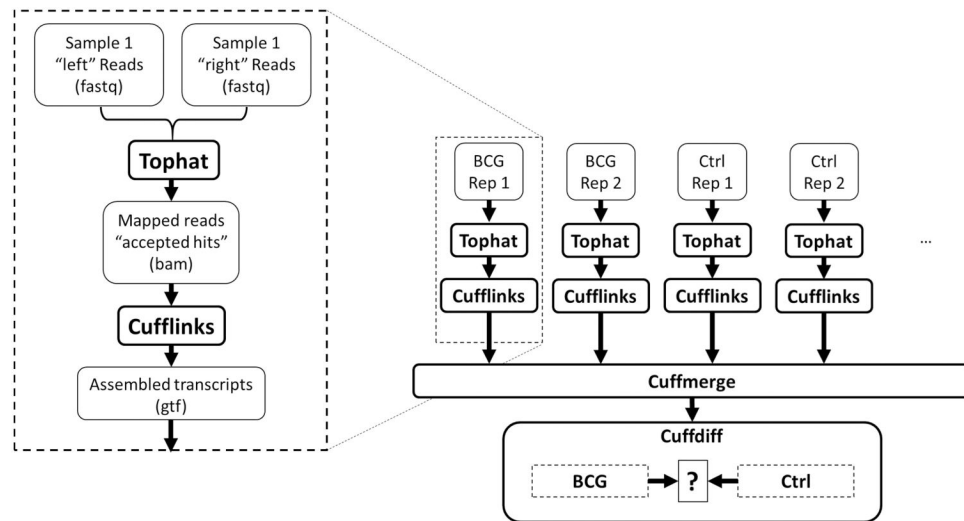 Sample 1
“left” Reads
(fastq)
Sample 1
“right” Reads
(fastq)
Tophat
Mapped reads
“accepted hits”
(bam)
Cufflinks
Assembled transcripts
(gtf)
BCG
Rep 1
BCG
Rep 2
Ctrl
Rep 1
Ctrl
Rep 2
Tophat
Tophat
Tophat
Tophat
...
Cufflinks
Cufflinks
Cufflinks
Cufflinks
Cuffmerge
Cuffdiff
BCG
?
Ctrl